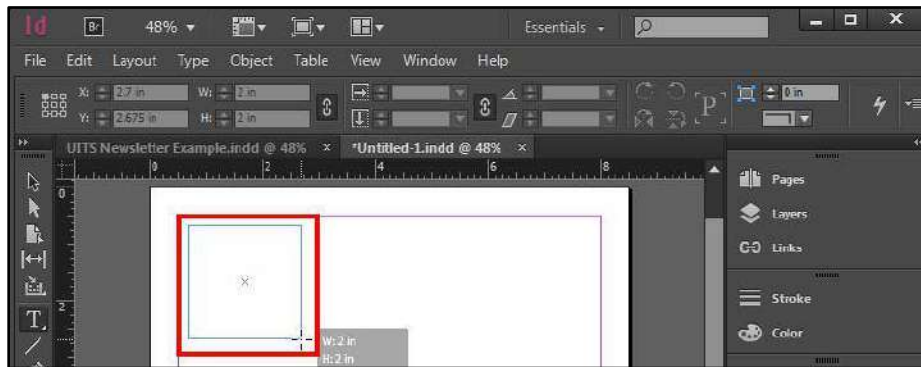 Id Br 48% Essentials
File Edit Layout Type Object Table View Window Help
X: 2.7 in W: 2 in P 0 in
Y: 2.675 in H: 2 in
UITS Newsletter Example.indd @ 48% × *Untitled-1.indd @ 48% ×
0 2 4 6 8
0
2
T
W: 2 in
H: 2 in
Pages
Layers
Links
Stroke
Color